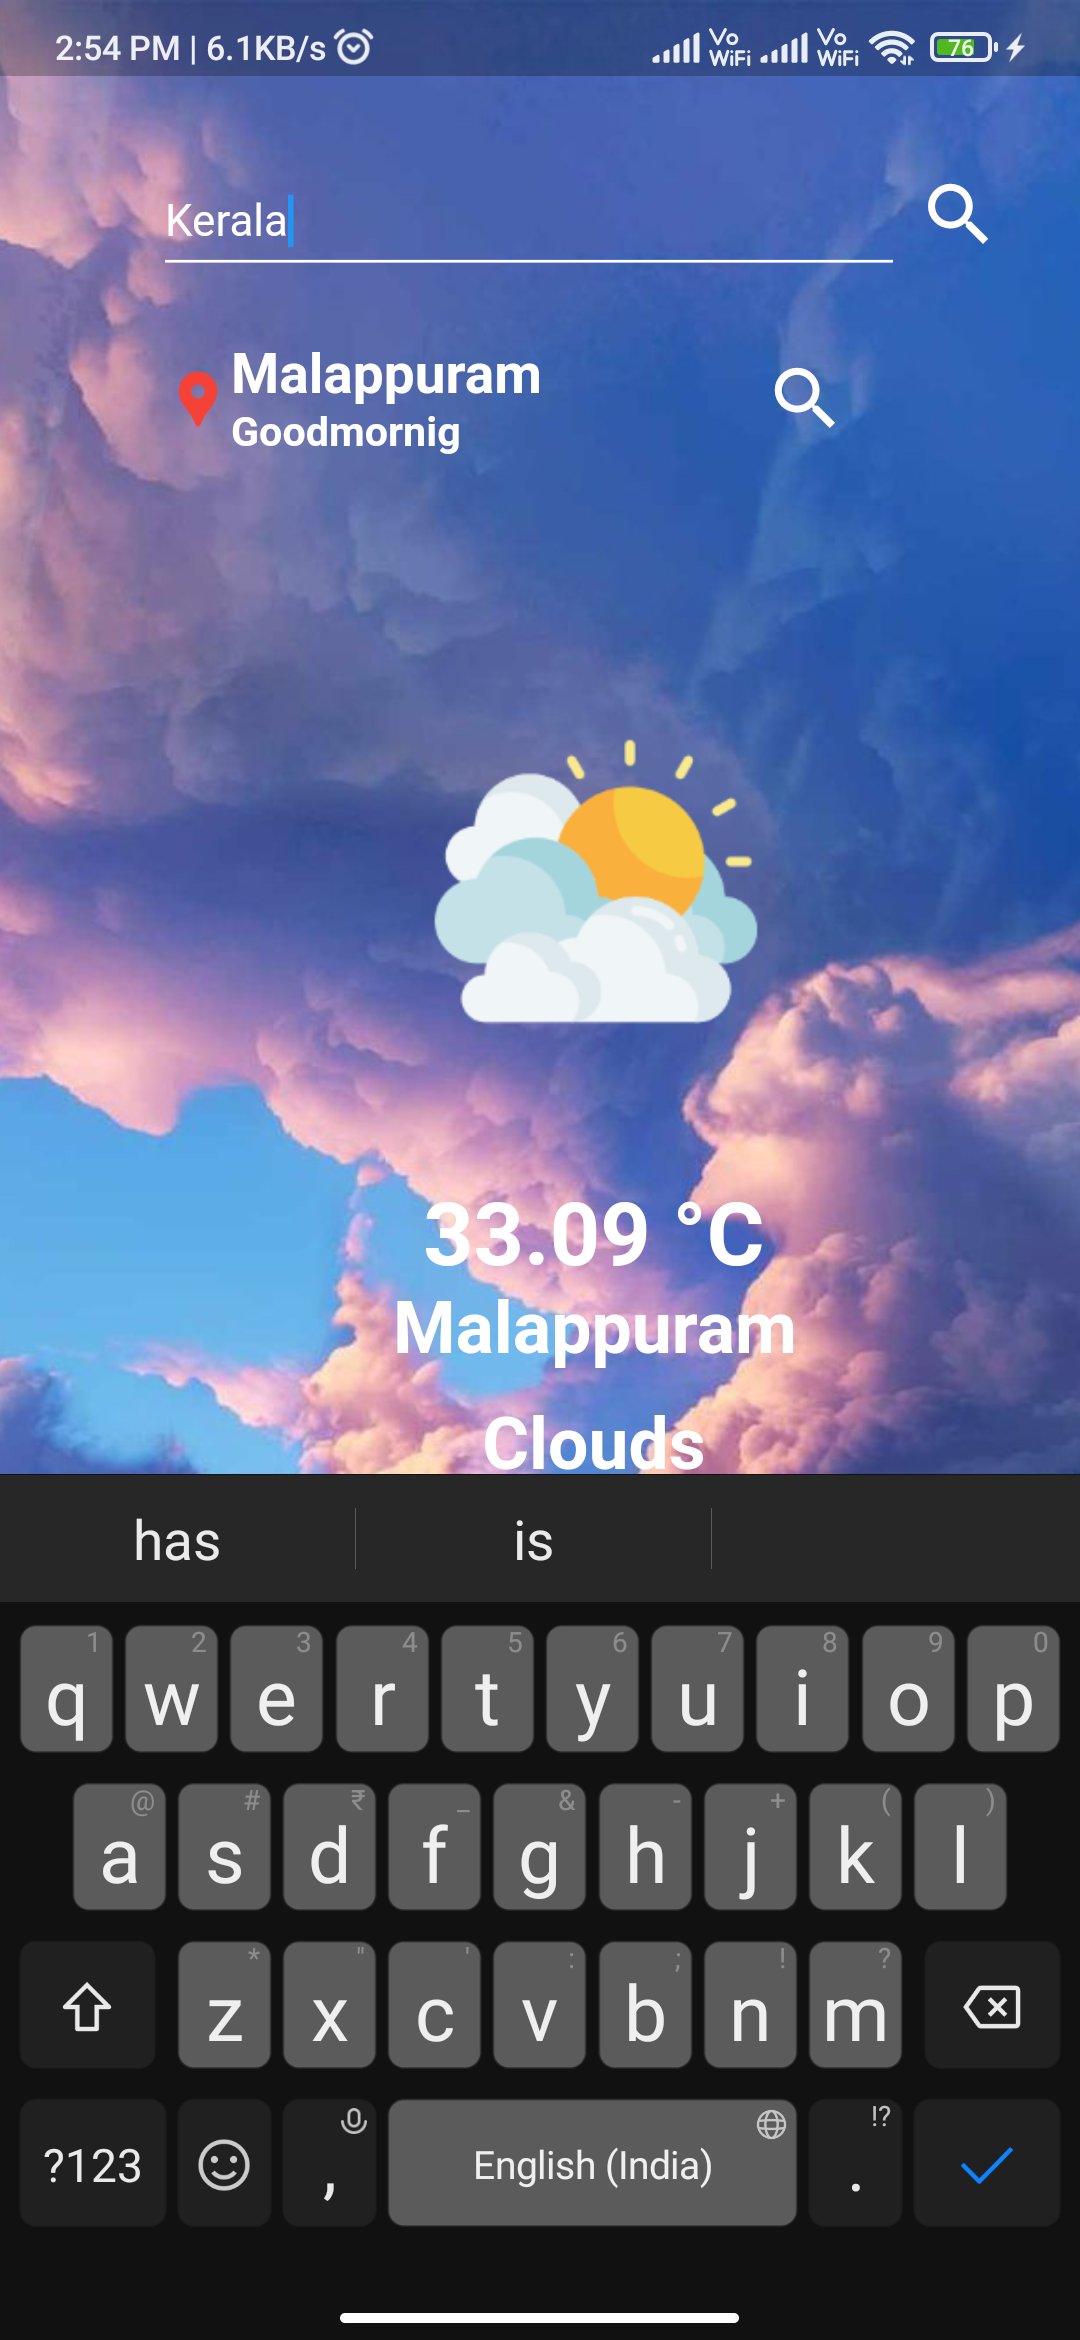 2:54 PM | 6.1KB/s Vo WiFi Vo WiFi 76
Kerala
Malappuram
Goodmornig
33.09 °C
Malappuram
Clouds
has is
1 2 3 4 5 6 7 8 9 0
q w e r t y u i o p
@ # ₹ _ & - + ( )
a s d f g h j k l
* " ' : ; ! ?
z x c v b n m
!?
?123 , English (India) .